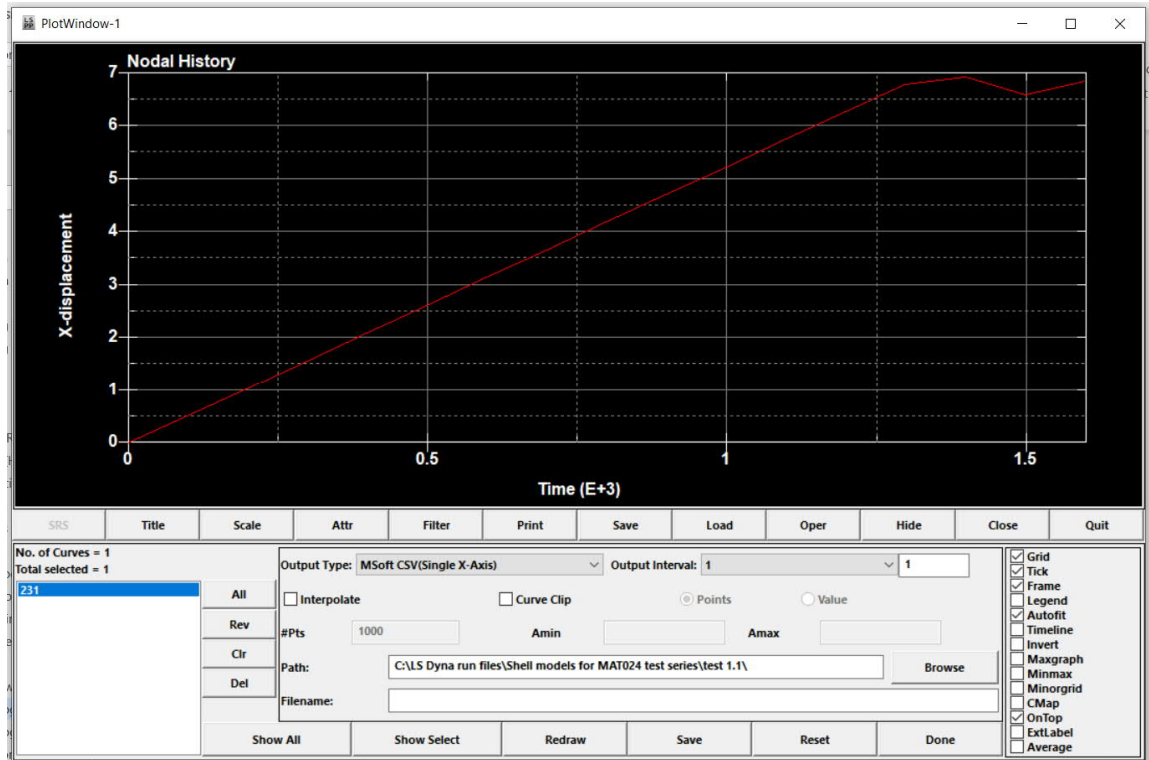 PlotWindow-1
Nodal History
7
6
5
4
3
2
1
0
X-displacement
0 0.5 1 1.5
Time (E+3)
SRS Title Scale Attr Filter Print Save Load Oper Hide Close Quit
No. of Curves = 1
Total selected = 1
231
All
Rev
Clr
Del
Output Type: MSoft CSV(Single X-Axis) Output Interval: 1 1
Interpolate Curve Clip Points Value
#Pts 1000 Amin Amax
Path: C:\LS Dyna run files\Shell models for MAT024 test series\test 1.1\ Browse
Filename:
Show All Show Select Redraw Save Reset Done
Grid
Tick
Frame
Legend
Autofit
Timeline
Invert
Maxgraph
Minmax
Minorgrid
CMap
OnTop
ExtLabel
Average